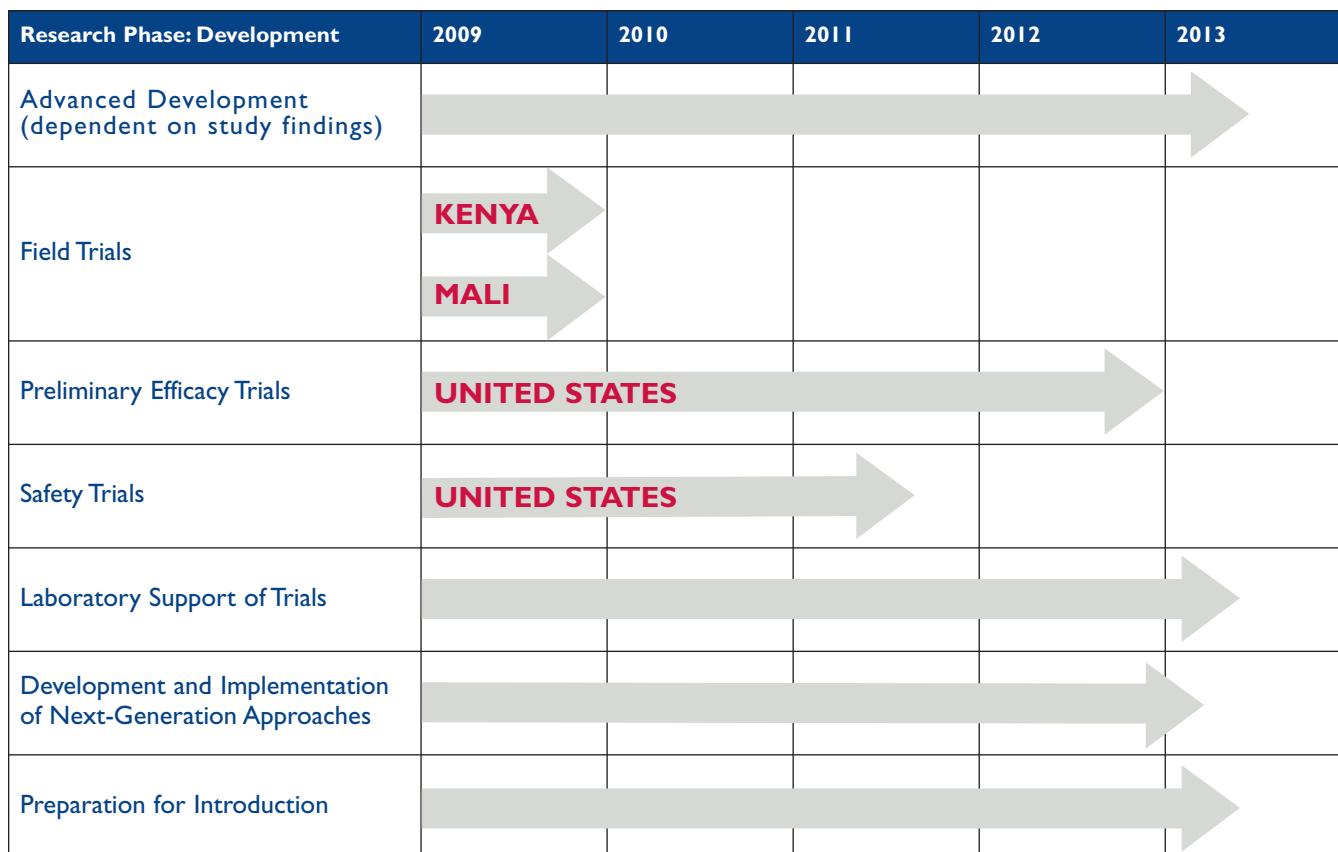 Research Phase: Development 2009 2010 2011 2012 2013
Advanced Development
(dependent on study findings)
Field Trials
KENYA
MALI
Preliminary Efficacy Trials
UNITED STATES
Safety Trials
UNITED STATES
Laboratory Support of Trials
Development and Implementation
of Next-Generation Approaches
Preparation for Introduction